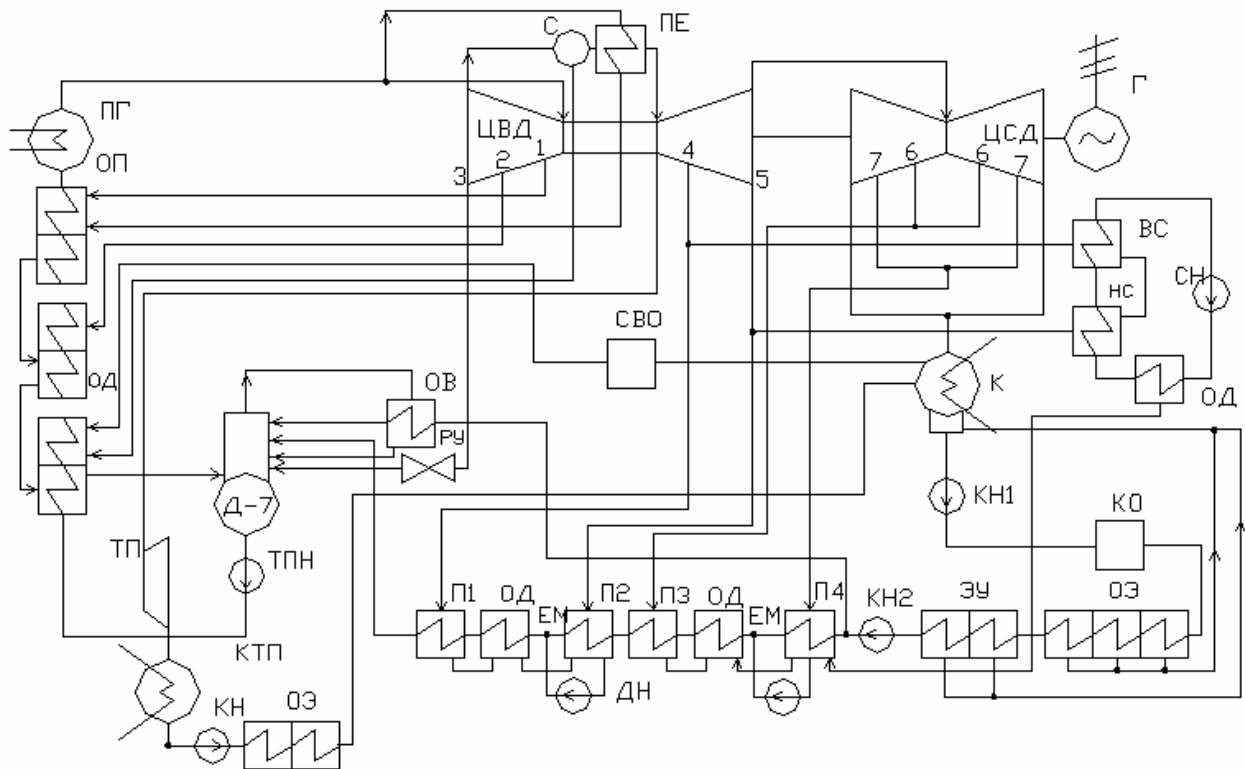 С
ПЕ
Г
ПГ
ЦВД
ЦСД
ОП
3
2
1
4
5
7
6
6
7
ВС
СН
НС
СВО
К
ОД
ОД
ОВ
РУ
Д-7
КН1
КО
ТП
ТПН
П1
ОД
ЕМ
П2
П3
ОД
ЕМ
П4
КН2
ЭУ
ОЭ
КТП
ДН
КН
ОЭ